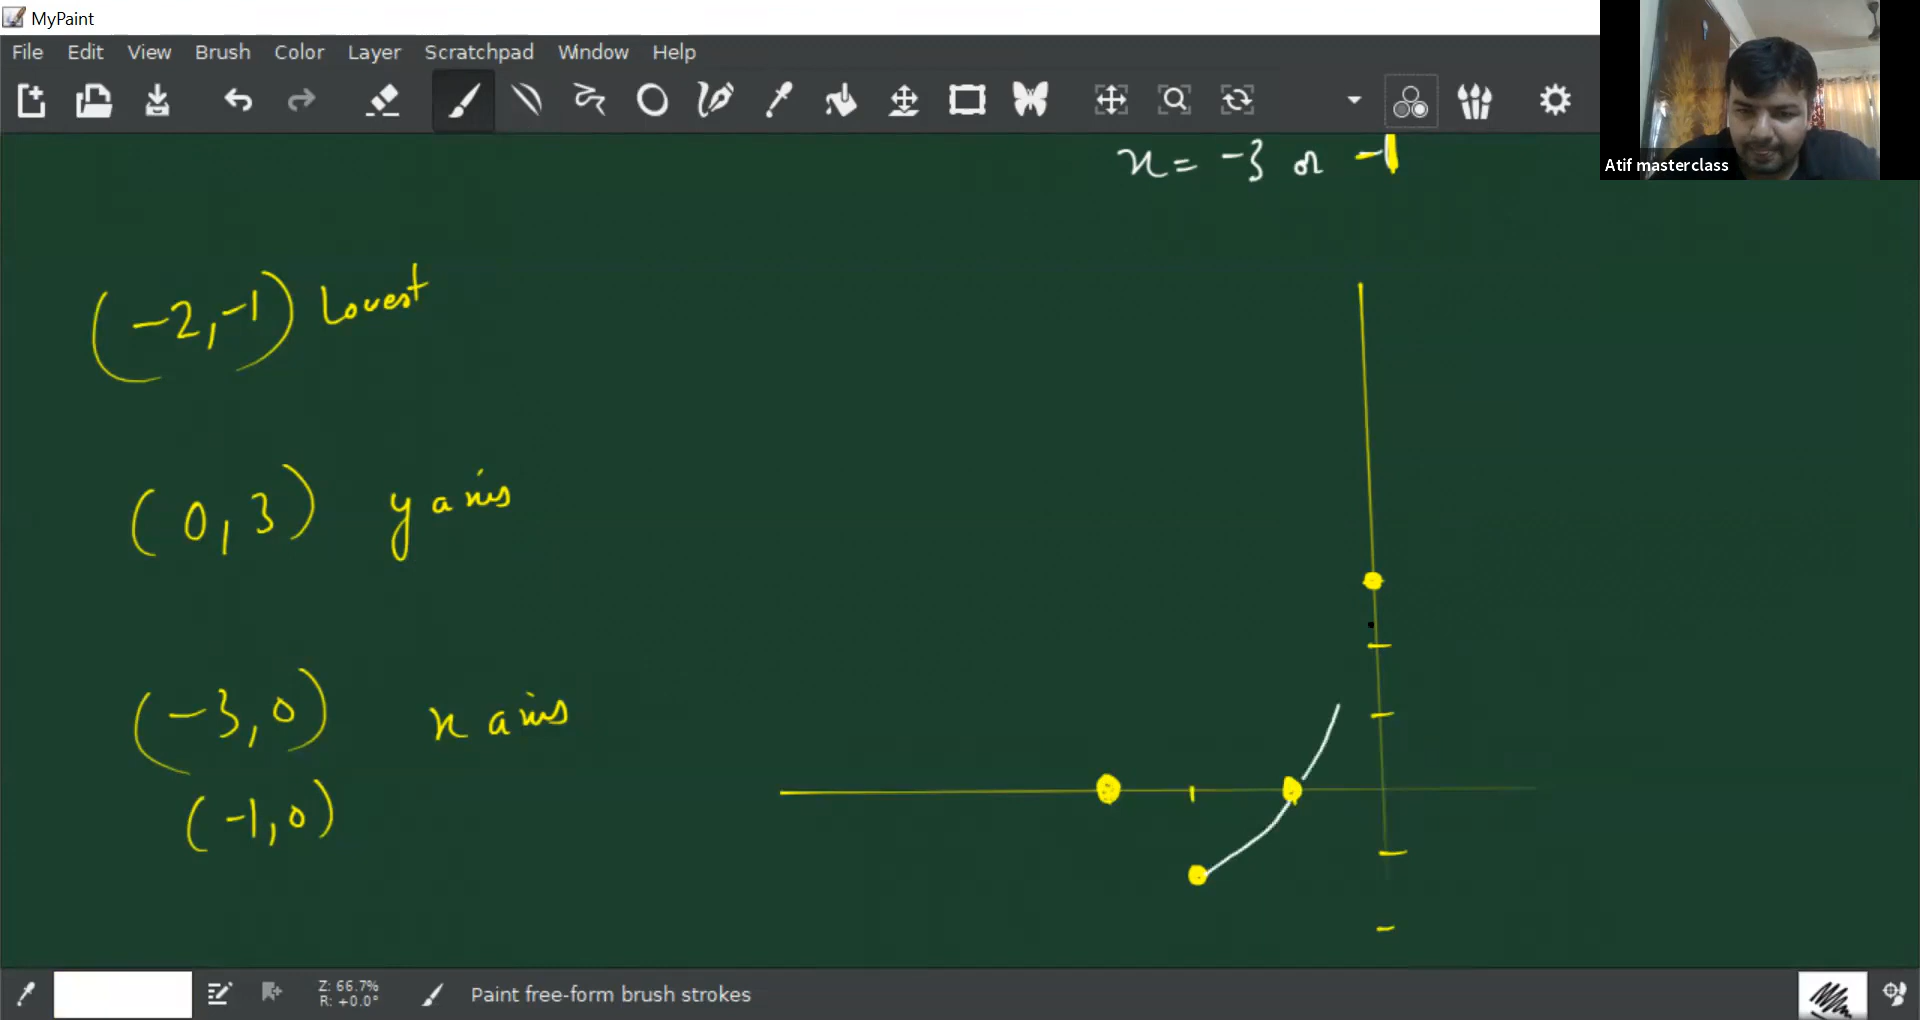 MyPaint
File Edit View Brush Color Layer Scratchpad Window Help
Atif masterclass
x = -3 or -1
(-2,-1) Lowest
(0,3) y axis
(-3,0) x axis
(-1,0)
Z: 66.7%
R: +0.0°
Paint free-form brush strokes